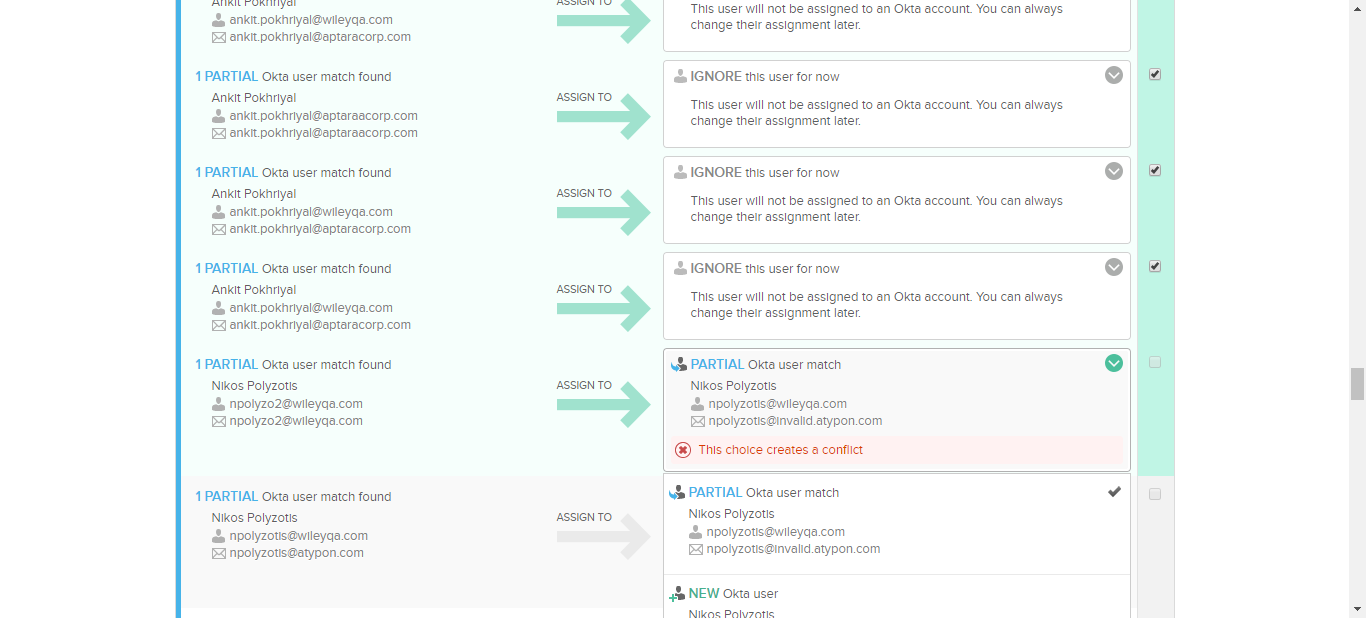 Ankit Pokhriyal
ankit.pokhriyal@wileyqa.com
ankit.pokhriyal@aptaracorp.com
ASSIGN TO
This user will not be assigned to an Okta account. You can always
change their assignment later.
1 PARTIAL Okta user match found
Ankit Pokhriyal
ankit.pokhriyal@aptaraacorp.com
ankit.pokhriyal@aptaraacorp.com
ASSIGN TO
IGNORE this user for now
This user will not be assigned to an Okta account. You can always
change their assignment later.
1 PARTIAL Okta user match found
Ankit Pokhriyal
ankit.pokhriyal@wileyqa.com
ankit.pokhriyal@aptaracorp.com
ASSIGN TO
IGNORE this user for now
This user will not be assigned to an Okta account. You can always
change their assignment later.
1 PARTIAL Okta user match found
Ankit Pokhriyal
ankit.pokhriyal@wileyqa.com
ankit.pokhriyal@aptaracorp.com
ASSIGN TO
IGNORE this user for now
This user will not be assigned to an Okta account. You can always
change their assignment later.
1 PARTIAL Okta user match found
Nikos Polyzotis
npolyzo2@wileyqa.com
npolyzo2@wileyqa.com
ASSIGN TO
PARTIAL Okta user match
Nikos Polyzotis
npolyzotis@wileyqa.com
npolyzotis@invalid.atypon.com
This choice creates a conflict
1 PARTIAL Okta user match found
Nikos Polyzotis
npolyzotis@wileyqa.com
npolyzotis@atypon.com
ASSIGN TO
PARTIAL Okta user match
Nikos Polyzotis
npolyzotis@wileyqa.com
npolyzotis@invalid.atypon.com
NEW Okta user
Nikos Polyzotis